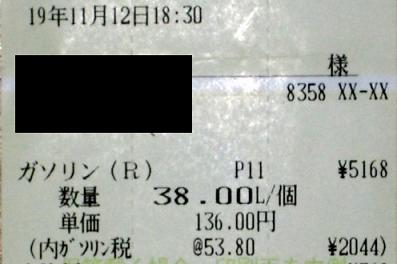 19年11月12日18:30
様
8358 XX-XX
ガソリン(R) P11 ¥5168
数量 38.00L/個
単価 136.00円
(内ガソリン税 @53.80 ¥2044)